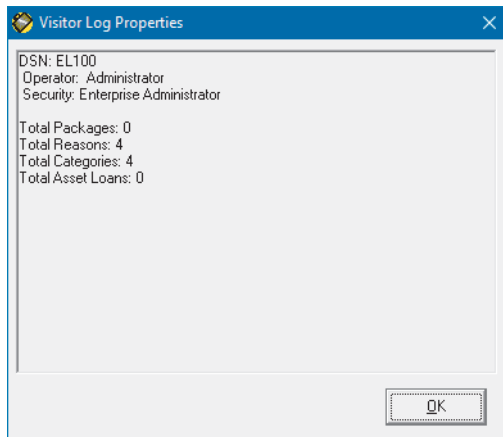 Visitor Log Properties
DSN: EL100
Operator: Administrator
Security: Enterprise Administrator
Total Packages: 0
Total Reasons: 4
Total Categories: 4
Total Asset Loans: 0
OK